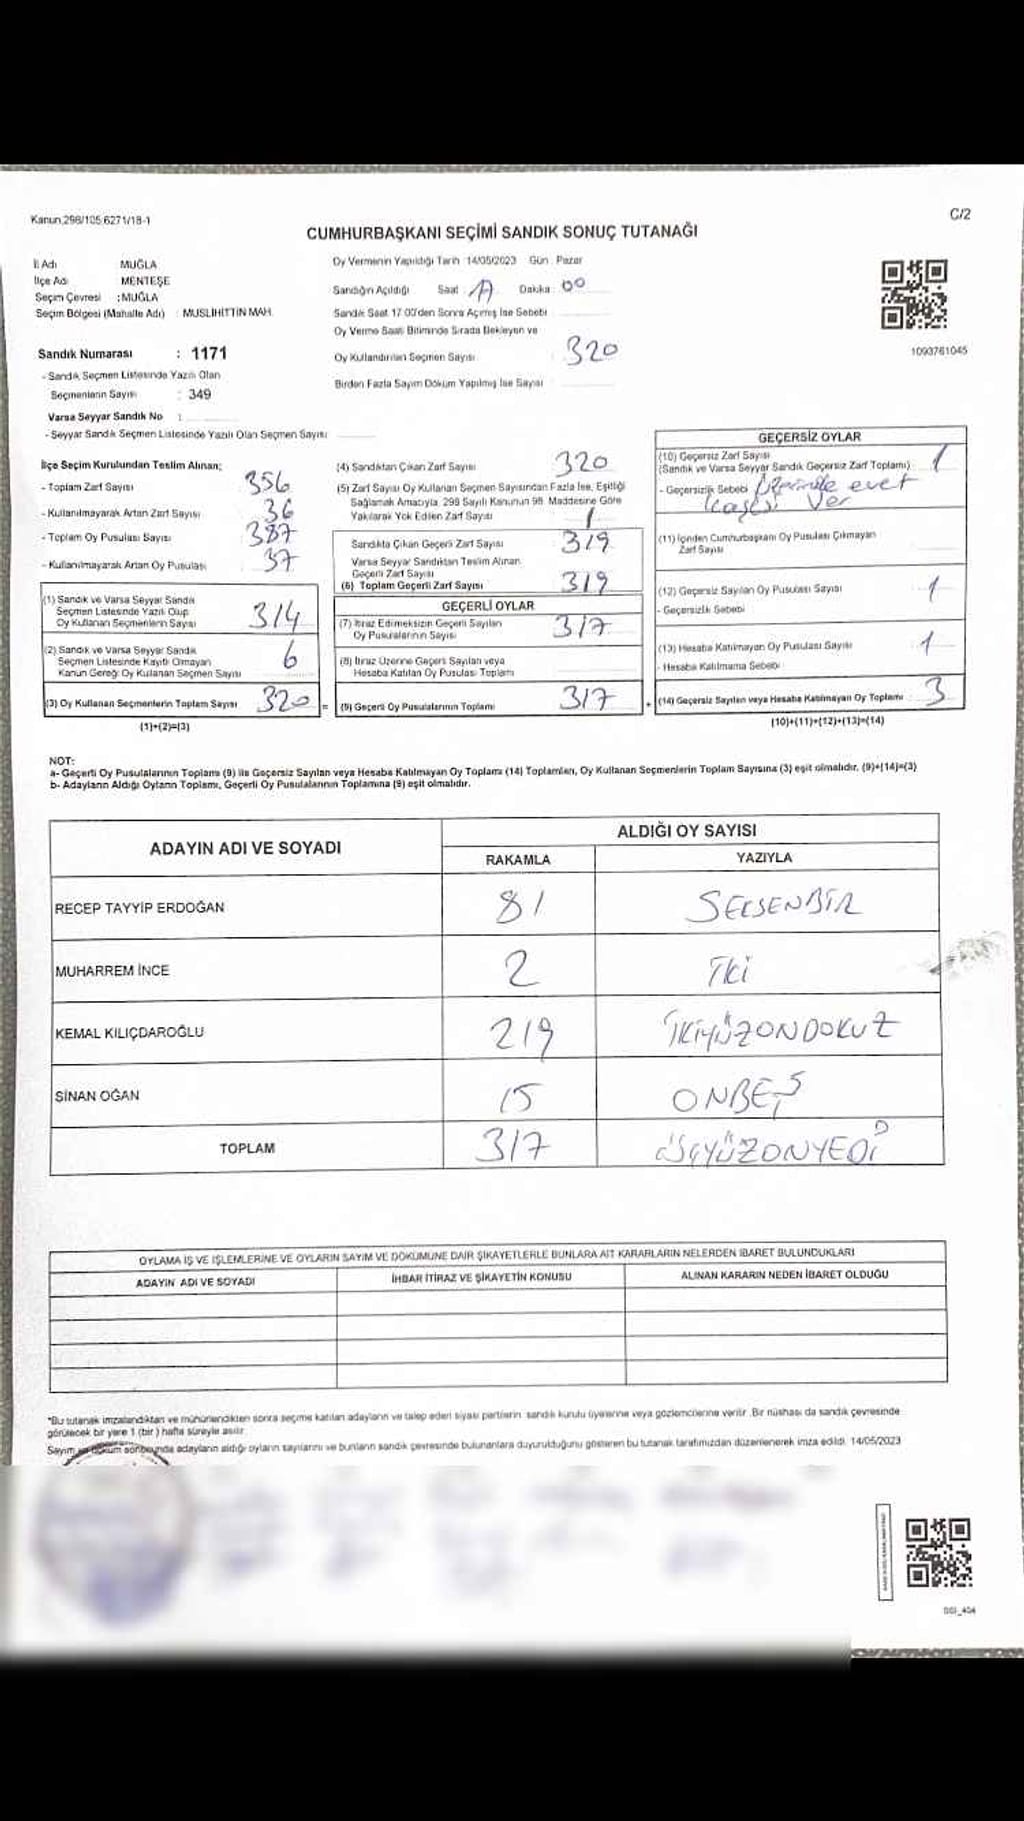 Kanun,298/105,6271/18-1
C/2
CUMHURBAŞKANI SEÇİMİ SANDIK SONUÇ TUTANAĞI
İl Adı MUĞLA
İlçe Adı MENTEŞE
Seçim Çevresi : MUĞLA
Seçim Bölgesi (Mahalle Adı) : MUSLİHİTTİN MAH.
Oy Vermenin Yapıldığı Tarih : 14/05/2023 Gün : Pazar
Sandığın Açıldığı Saat : 17 Dakika : 00
Sandık Saat 17:00'den Sonra Açılmış İse Sebebi
Oy Verme Saati Bitiminde Sırada Bekleyen ve
Oy Kullandırılan Seçmen Sayısı : 320
Birden Fazla Sayım Döküm Yapılmış İse Sayısı
1093761045
Sandık Numarası : 1171
- Sandık Seçmen Listesinde Yazılı Olan
Seçmenlerin Sayısı : 349
Varsa Seyyar Sandık No :
- Seyyar Sandık Seçmen Listesinde Yazılı Olan Seçmen Sayısı
İlçe Seçim Kurulundan Teslim Alınan;
- Toplam Zarf Sayısı 356
- Kullanılmayarak Artan Zarf Sayısı 36
- Toplam Oy Pusulası Sayısı 387
- Kullanılmayarak Artan Oy Pusulası 37
(1) Sandık ve Varsa Seyyar Sandık
Seçmen Listesinde Yazılı Olup
Oy Kullanan Seçmenlerin Sayısı 314
(2) Sandık ve Varsa Seyyar Sandık
Seçmen Listesinde Kayıtlı Olmayan
Kanun Gereği Oy Kullanan Seçmen Sayısı 6
(3) Oy Kullanan Seçmenlerin Toplam Sayısı 320 =
(1)+(2)=(3)
(4) Sandıktan Çıkan Zarf Sayısı 320
(5) Zarf Sayısı Oy Kullanan Seçmen Sayısından Fazla İse, Eşitliği
Sağlamak Amacıyla, 298 Sayılı Kanunun 98. Maddesine Göre
Yakılarak Yok Edilen Zarf Sayısı 1
Sandıkta Çıkan Geçerli Zarf Sayısı 319
Varsa Seyyar Sandıktan Teslim Alınan
Geçerli Zarf Sayısı
(6) Toplam Geçerli Zarf Sayısı 319
GEÇERLİ OYLAR
(7) İtiraz Edilmeksizin Geçerli Sayılan
Oy Pusulalarının Sayısı 317
(8) İtiraz Üzerine Geçerli Sayılan veya
Hesaba Katılan Oy Pusulası Toplamı
(9) Geçerli Oy Pusulalarının Toplamı 317 +
GEÇERSİZ OYLAR
(10) Geçersiz Zarf Sayısı
(Sandık ve Varsa Seyyar Sandık Geçersiz Zarf Toplamı) 1
- Geçersizlik Sebebi Üzerinde evet
kaşesi var
(11) İçinden Cumhurbaşkanı Oy Pusulası Çıkmayan
Zarf Sayısı
(12) Geçersiz Sayılan Oy Pusulası Sayısı 1
- Geçersizlik Sebebi
(13) Hesaba Katılmayan Oy Pusulası Sayısı 1
- Hesaba Katılmama Sebebi
(14) Geçersiz Sayılan veya Hesaba Katılmayan Oy Toplamı 3
(10)+(11)+(12)+(13)=(14)
NOT:
a- Geçerli Oy Pusulalarının Toplamı (9) ile Geçersiz Sayılan veya Hesaba Katılmayan Oy Toplamı (14) Toplamları, Oy Kullanan Seçmenlerin Toplam Sayısına (3) eşit olmalıdır. (9)+(14)=(3)
b- Adayların Aldığı Oyların Toplamı, Geçerli Oy Pusulalarının Toplamına (9) eşit olmalıdır.
ADAYIN ADI VE SOYADI
ALDIĞI OY SAYISI
RAKAMLA YAZIYLA
RECEP TAYYİP ERDOĞAN 81 SEKSENBİR
MUHARREM İNCE 2 İKİ
KEMAL KILIÇDAROĞLU 219 İKİYÜZONDOKUZ
SİNAN OĞAN 15 ONBEŞ
TOPLAM 317 ÜÇYÜZONYEDİ
OYLAMA İŞ VE İŞLEMLERİNE VE OYLARIN SAYIM VE DÖKÜMÜNE DAİR ŞİKAYETLERLE BUNLARA AİT KARARLARIN NELERDEN İBARET BULUNDUKLARI
ADAYIN ADI VE SOYADI İHBAR İTİRAZ VE ŞİKAYETİN KONUSU ALINAN KARARIN NEDEN İBARET OLDUĞU
*Bu tutanak imzalandıktan ve mühürlendikten sonra seçime katılan adayların ve talep eden siyasi partilerin sandık kurulu üyelerine veya gözlemcilerine verilir. Bir nüshası da sandık çevresinde
görülecek bir yere 1 (bir) hafta süreyle asılır.
Sayım ve döküm sonucunda adayların aldığı oyların sayılarını ve bunların sandık çevresinde bulunanlara duyurulduğunu gösteren bu tutanak tarafımızdan düzenlenerek imza edildi. 14/05/2023